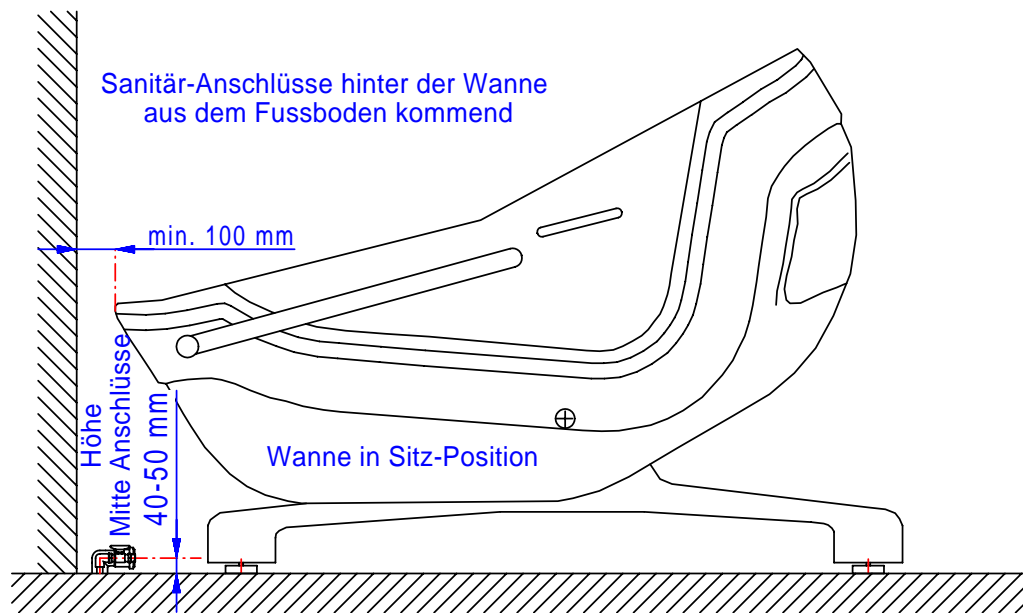 Sanitär-Anschlüsse hinter der Wanne
aus dem Fussboden kommend
min. 100 mm
Höhe
Mitte Anschlüsse
40-50 mm
Wanne in Sitz-Position